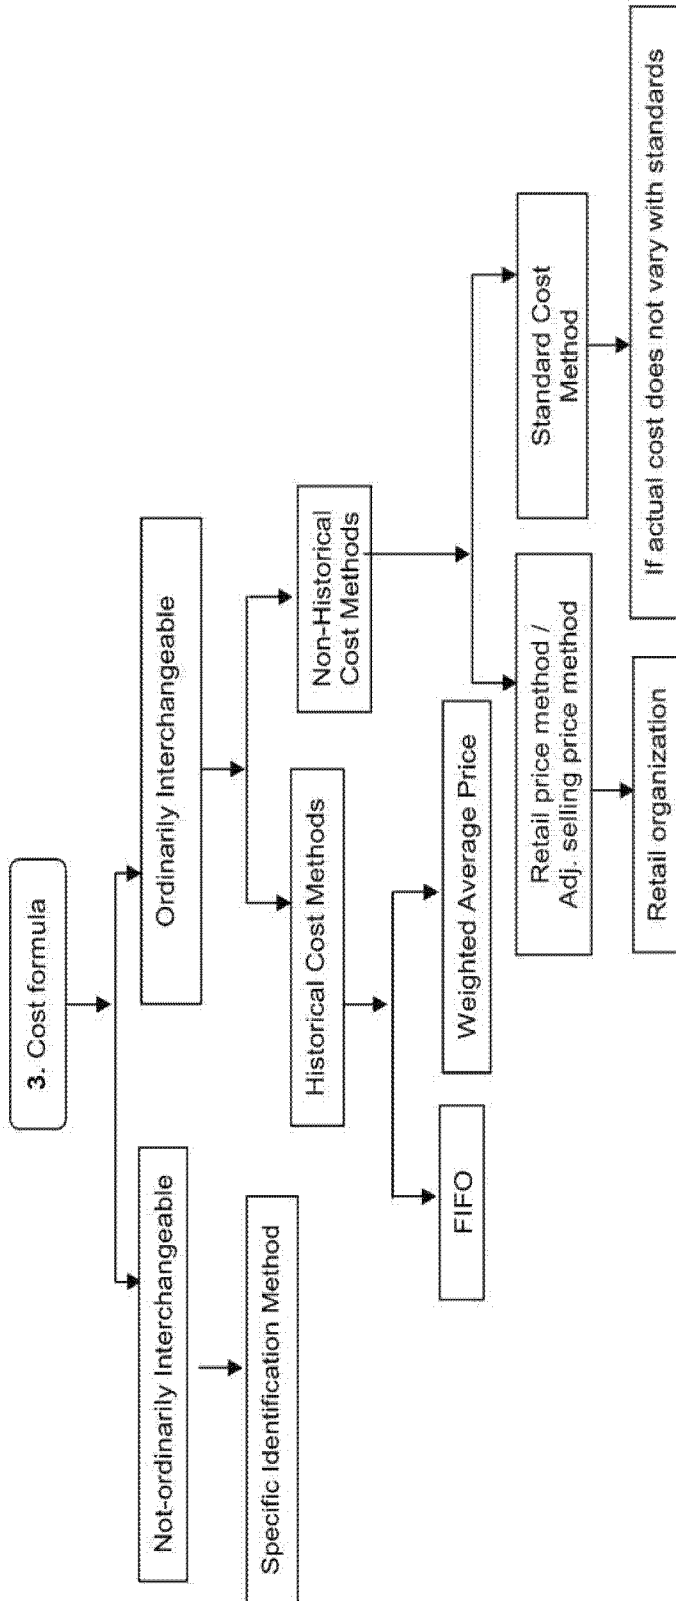 3. Cost formula
Not-ordinarily Interchangeable
Ordinarily Interchangeable
Specific Identification Method
Historical Cost Methods
Non-Historical
Cost Methods
FIFO
Weighted Average Price
Retail price method /
Adj. selling price method
Standard Cost
Method
Retail organization
If actual cost does not vary with standards